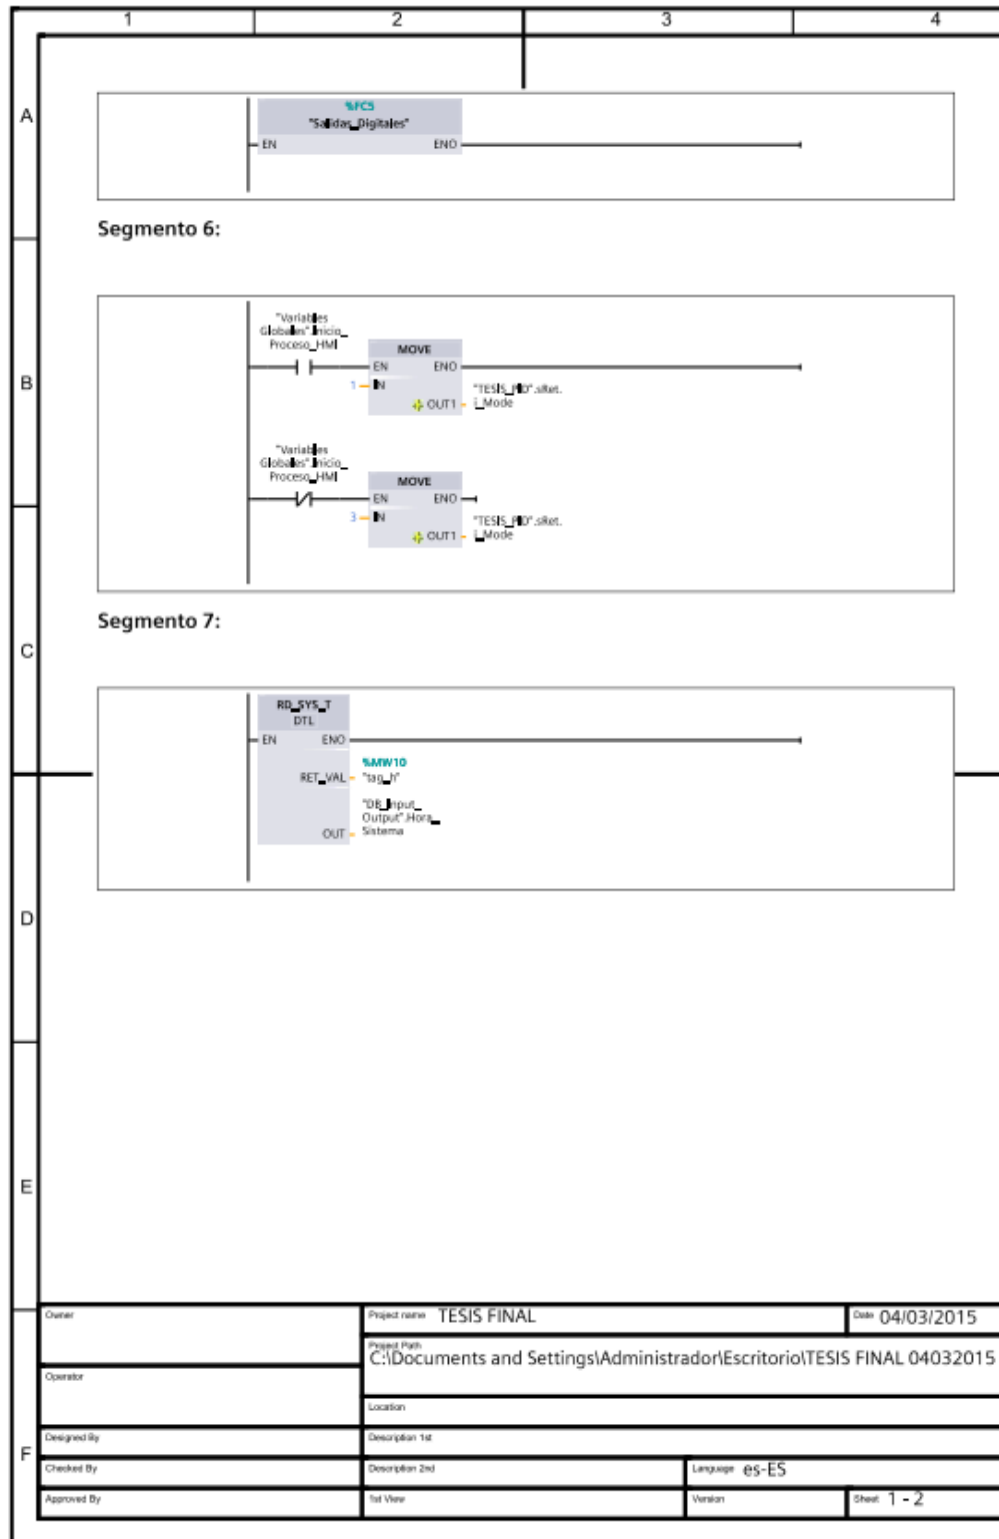 1 2 3 4
A
%FC5
"Salidas_Digitales"
EN ENO
Segmento 6:
"Variables
Globales".Inicio_
Proceso_HMI
MOVE
EN ENO
B
1 IN
"TESIS_PID".sRet.
OUT1 i_Mode
"Variables
Globales".Inicio_
Proceso_HMI
MOVE
EN ENO
3 IN
"TESIS_PID".sRet.
OUT1 i_Mode
Segmento 7:
C
RD_SYS_T
DTL
EN ENO
%MW10
RET_VAL "tag_h"
"DB_Input_
Output".Hora_
OUT Sistema
D
E
Owner
Project name TESIS FINAL
Date 04/03/2015
Project Path
C:\Documents and Settings\Administrador\Escritorio\TESIS FINAL 04032015
Operator
Location
Designed By
Description 1st
F
Checked By
Description 2nd
Language es-ES
Approved By
1st View
Version
Sheet 1 - 2